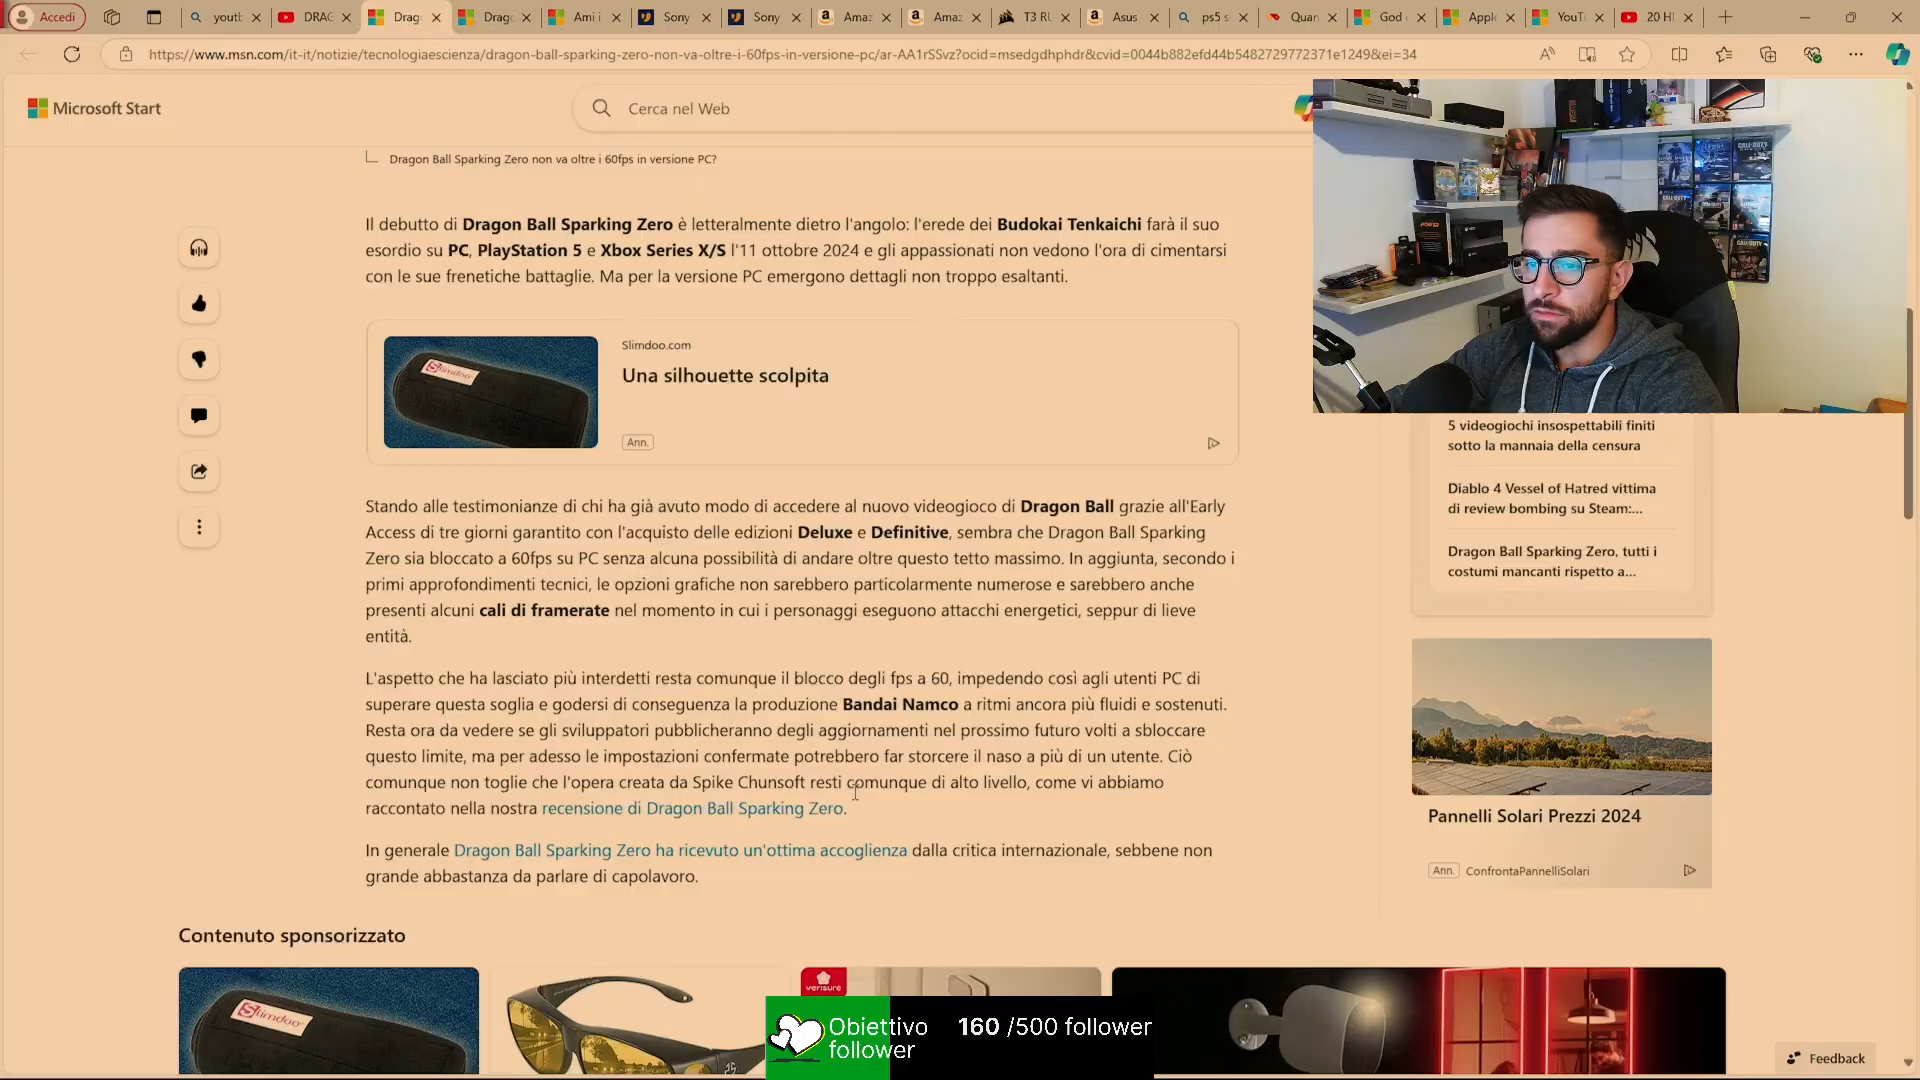 Accedi
youtl
DRAG
Drago
Drago
Ami i
Sony
Sony
Amaz
Amaz
T3 RU
Asus
ps5 s
Quan
God o
Apple
YouT
20 HI
https://www.msn.com/it-it/notizie/tecnologiaescienza/dragon-ball-sparking-zero-non-va-oltre-i-60fps-in-versione-pc/ar-AA1rSSvz?ocid=msedgdhphdr&cvid=0044b882efd44b5482729772371e1249&ei=34
Microsoft Start
Cerca nel Web
Dragon Ball Sparking Zero non va oltre i 60fps in versione PC?
Il debutto di Dragon Ball Sparking Zero è letteralmente dietro l'angolo: l'erede dei Budokai Tenkaichi farà il suo
esordio su PC, PlayStation 5 e Xbox Series X/S l'11 ottobre 2024 e gli appassionati non vedono l'ora di cimentarsi
con le sue frenetiche battaglie. Ma per la versione PC emergono dettagli non troppo esaltanti.
Slimdoo
Slimdoo.com
Una silhouette scolpita
Ann.
Stando alle testimonianze di chi ha già avuto modo di accedere al nuovo videogioco di Dragon Ball grazie all'Early
Access di tre giorni garantito con l'acquisto delle edizioni Deluxe e Definitive, sembra che Dragon Ball Sparking
Zero sia bloccato a 60fps su PC senza alcuna possibilità di andare oltre questo tetto massimo. In aggiunta, secondo i
primi approfondimenti tecnici, le opzioni grafiche non sarebbero particolarmente numerose e sarebbero anche
presenti alcuni cali di framerate nel momento in cui i personaggi eseguono attacchi energetici, seppur di lieve
entità.
L'aspetto che ha lasciato più interdetti resta comunque il blocco degli fps a 60, impedendo così agli utenti PC di
superare questa soglia e godersi di conseguenza la produzione Bandai Namco a ritmi ancora più fluidi e sostenuti.
Resta ora da vedere se gli sviluppatori pubblicheranno degli aggiornamenti nel prossimo futuro volti a sbloccare
questo limite, ma per adesso le impostazioni confermate potrebbero far storcere il naso a più di un utente. Ciò
comunque non toglie che l'opera creata da Spike Chunsoft resti comunque di alto livello, come vi abbiamo
raccontato nella nostra recensione di Dragon Ball Sparking Zero.
In generale Dragon Ball Sparking Zero ha ricevuto un'ottima accoglienza dalla critica internazionale, sebbene non
grande abbastanza da parlare di capolavoro.
5 videogiochi insospettabili finiti
sotto la mannaia della censura
Diablo 4 Vessel of Hatred vittima
di review bombing su Steam:...
Dragon Ball Sparking Zero, tutti i
costumi mancanti rispetto a...
Pannelli Solari Prezzi 2024
Ann. ConfrontaPannelliSolari
Contenuto sponsorizzato
Slimdoo
verisure
Obiettivo
follower
160 /500 follower
Feedback